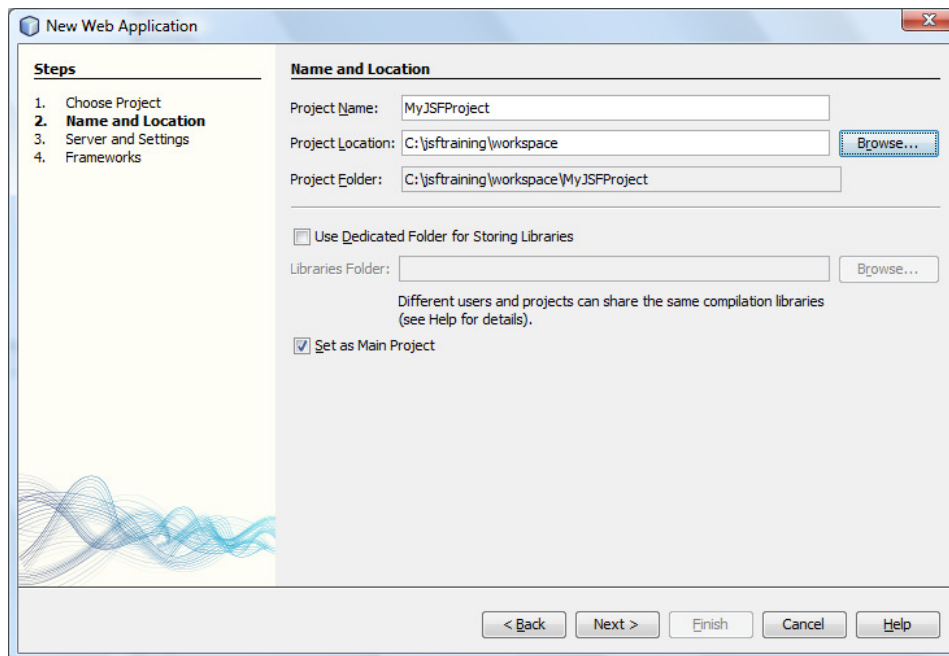 New Web Application
Steps
1. Choose Project
2. Name and Location
3. Server and Settings
4. Frameworks
Name and Location
Project Name: MyJSFProject
Project Location: C:\jsftraining\workspace Browse...
Project Folder: C:\jsftraining\workspace\MyJSFProject
Use Dedicated Folder for Storing Libraries
Libraries Folder: Browse...
Different users and projects can share the same compilation libraries
(see Help for details).
Set as Main Project
< Back Next > Finish Cancel Help